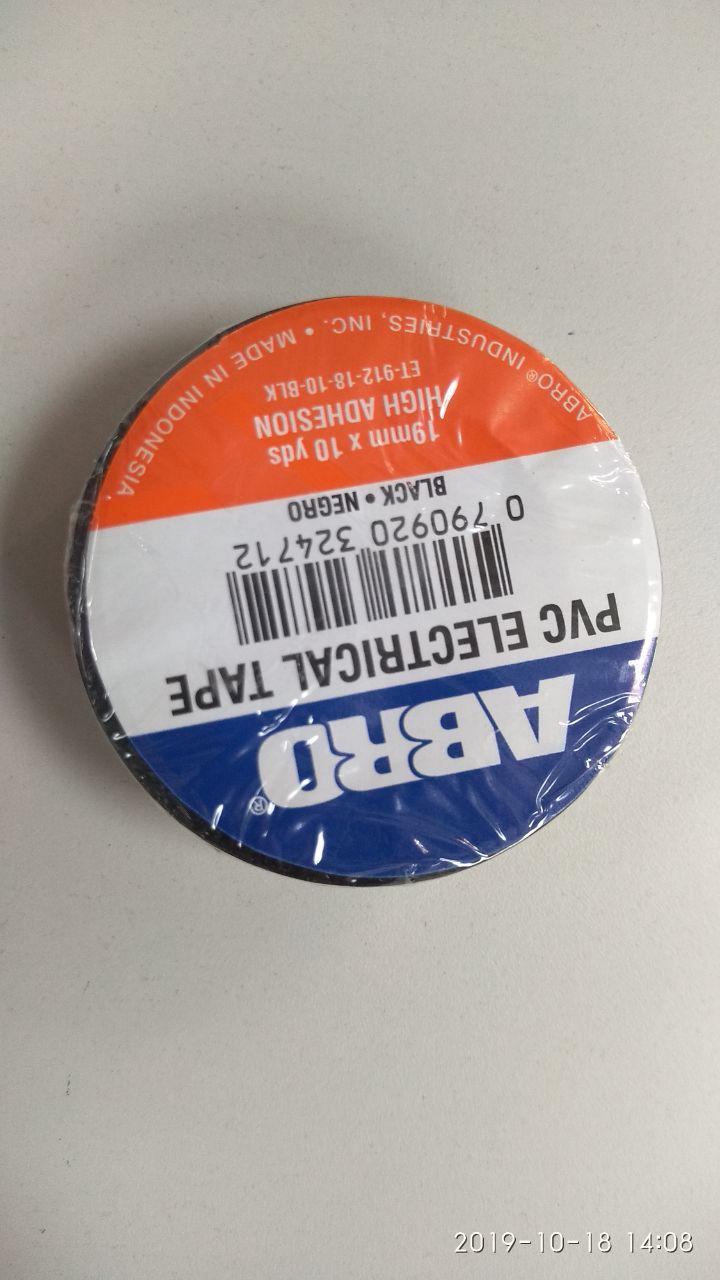 ABRO®
PVC ELECTRICAL TAPE
0 790920 324712
BLACK • NEGRO
19mm x 10 yds
HIGH ADHESION
ET-912-18-10-BLK
ABRO® INDUSTRIES, INC. • MADE IN INDONESIA
2019-10-18 14:08